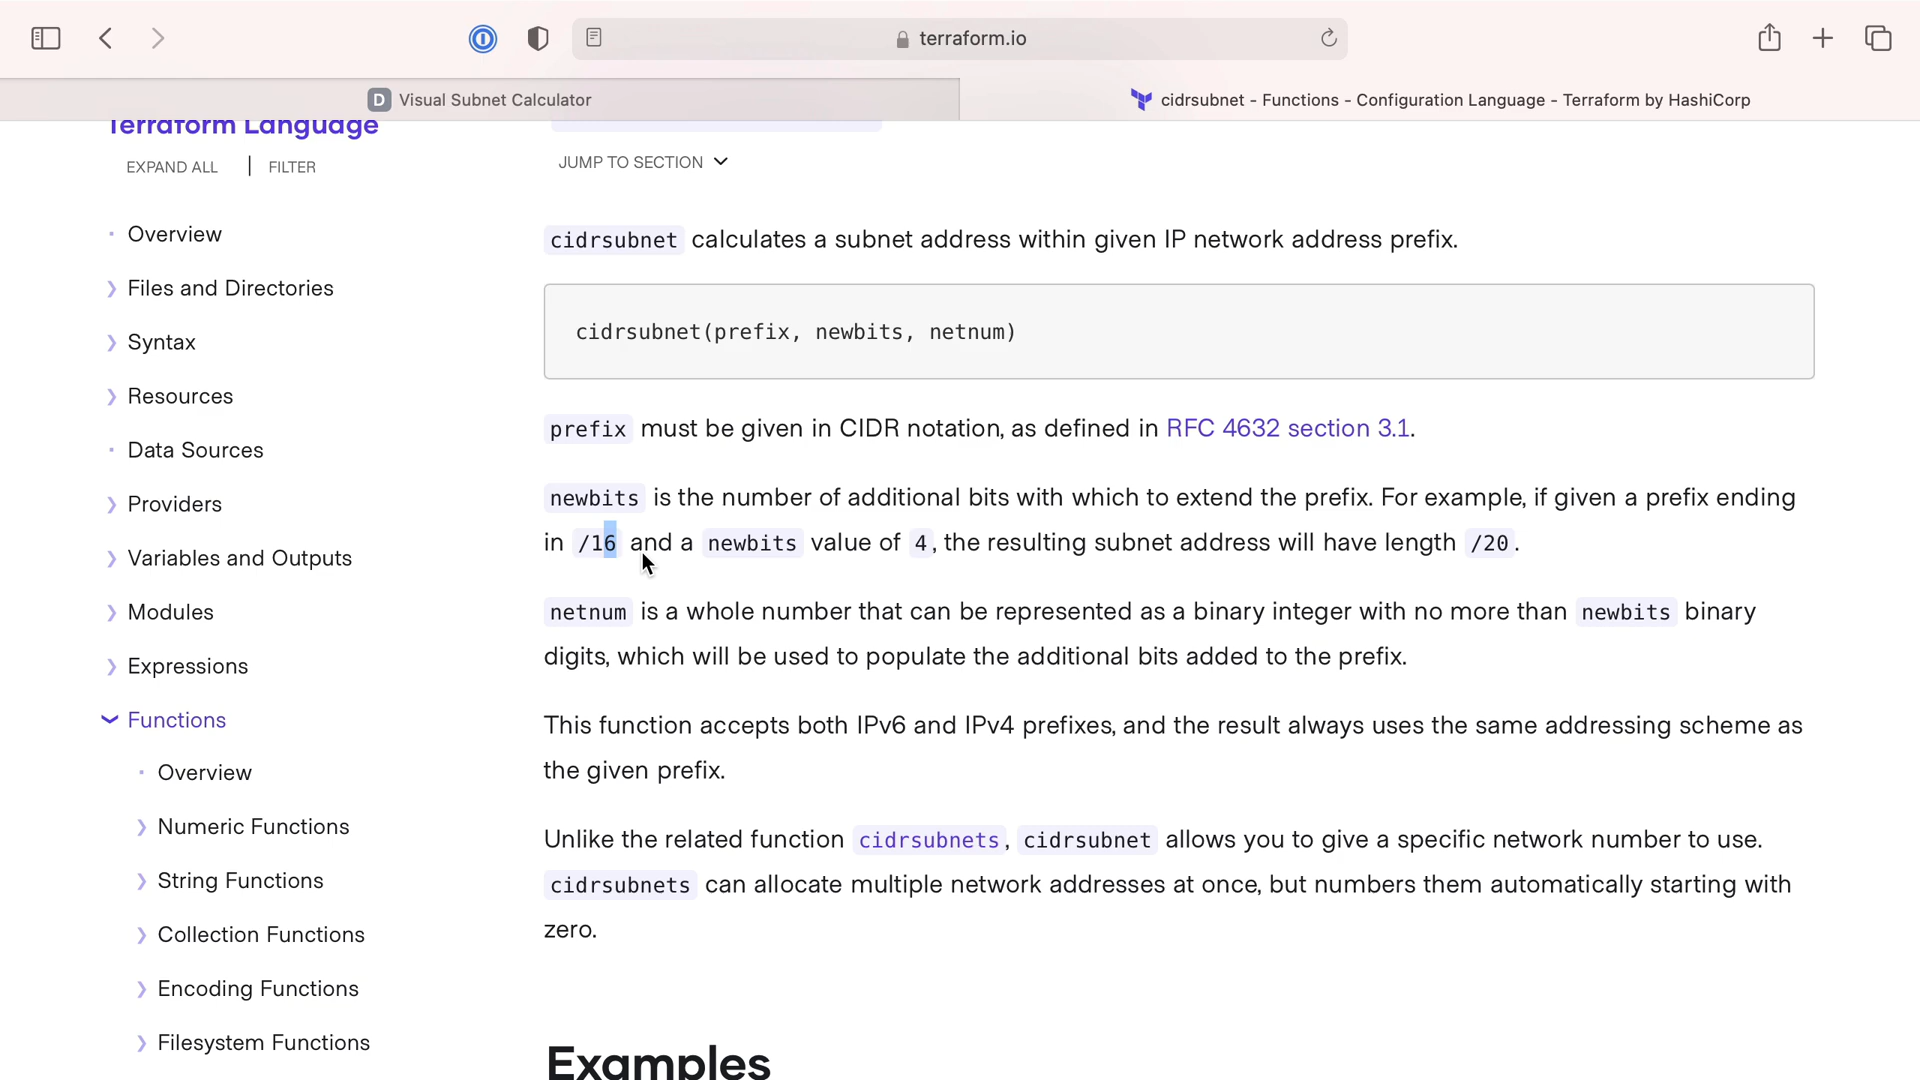 terraform.io
D Visual Subnet Calculator
cidrsubnet - Functions - Configuration Language - Terraform by HashiCorp
Terraform Language
EXPAND ALL | FILTER
Overview
Files and Directories
Syntax
Resources
Data Sources
Providers
Variables and Outputs
Modules
Expressions
Functions
Overview
Numeric Functions
String Functions
Collection Functions
Encoding Functions
Filesystem Functions
JUMP TO SECTION
cidrsubnet calculates a subnet address within given IP network address prefix.
cidrsubnet(prefix, newbits, netnum)
prefix must be given in CIDR notation, as defined in RFC 4632 section 3.1.
newbits is the number of additional bits with which to extend the prefix. For example, if given a prefix ending
in /16 and a newbits value of 4, the resulting subnet address will have length /20.
netnum is a whole number that can be represented as a binary integer with no more than newbits binary
digits, which will be used to populate the additional bits added to the prefix.
This function accepts both IPv6 and IPv4 prefixes, and the result always uses the same addressing scheme as
the given prefix.
Unlike the related function cidrsubnets, cidrsubnet allows you to give a specific network number to use.
cidrsubnets can allocate multiple network addresses at once, but numbers them automatically starting with
zero.
Examples